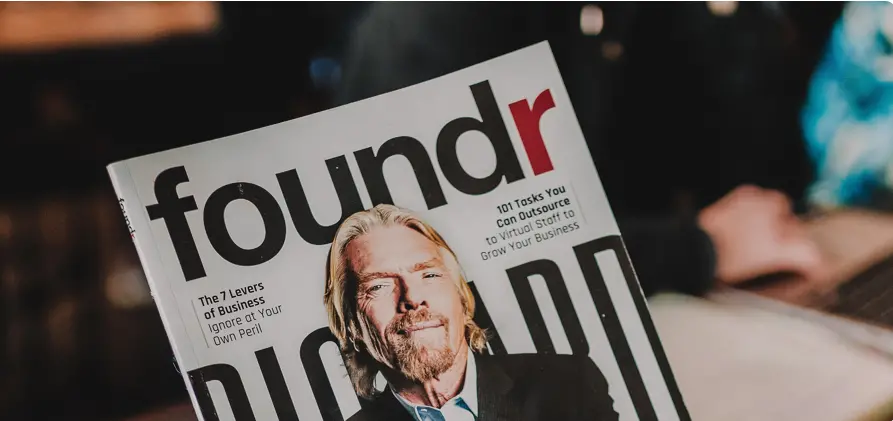 foundr
foundr
101 Tasks You
Can Outsource
to Virtual Staff to
Grow Your Business
The 7 Levers
of Business
Ignore at Your
Own Peril